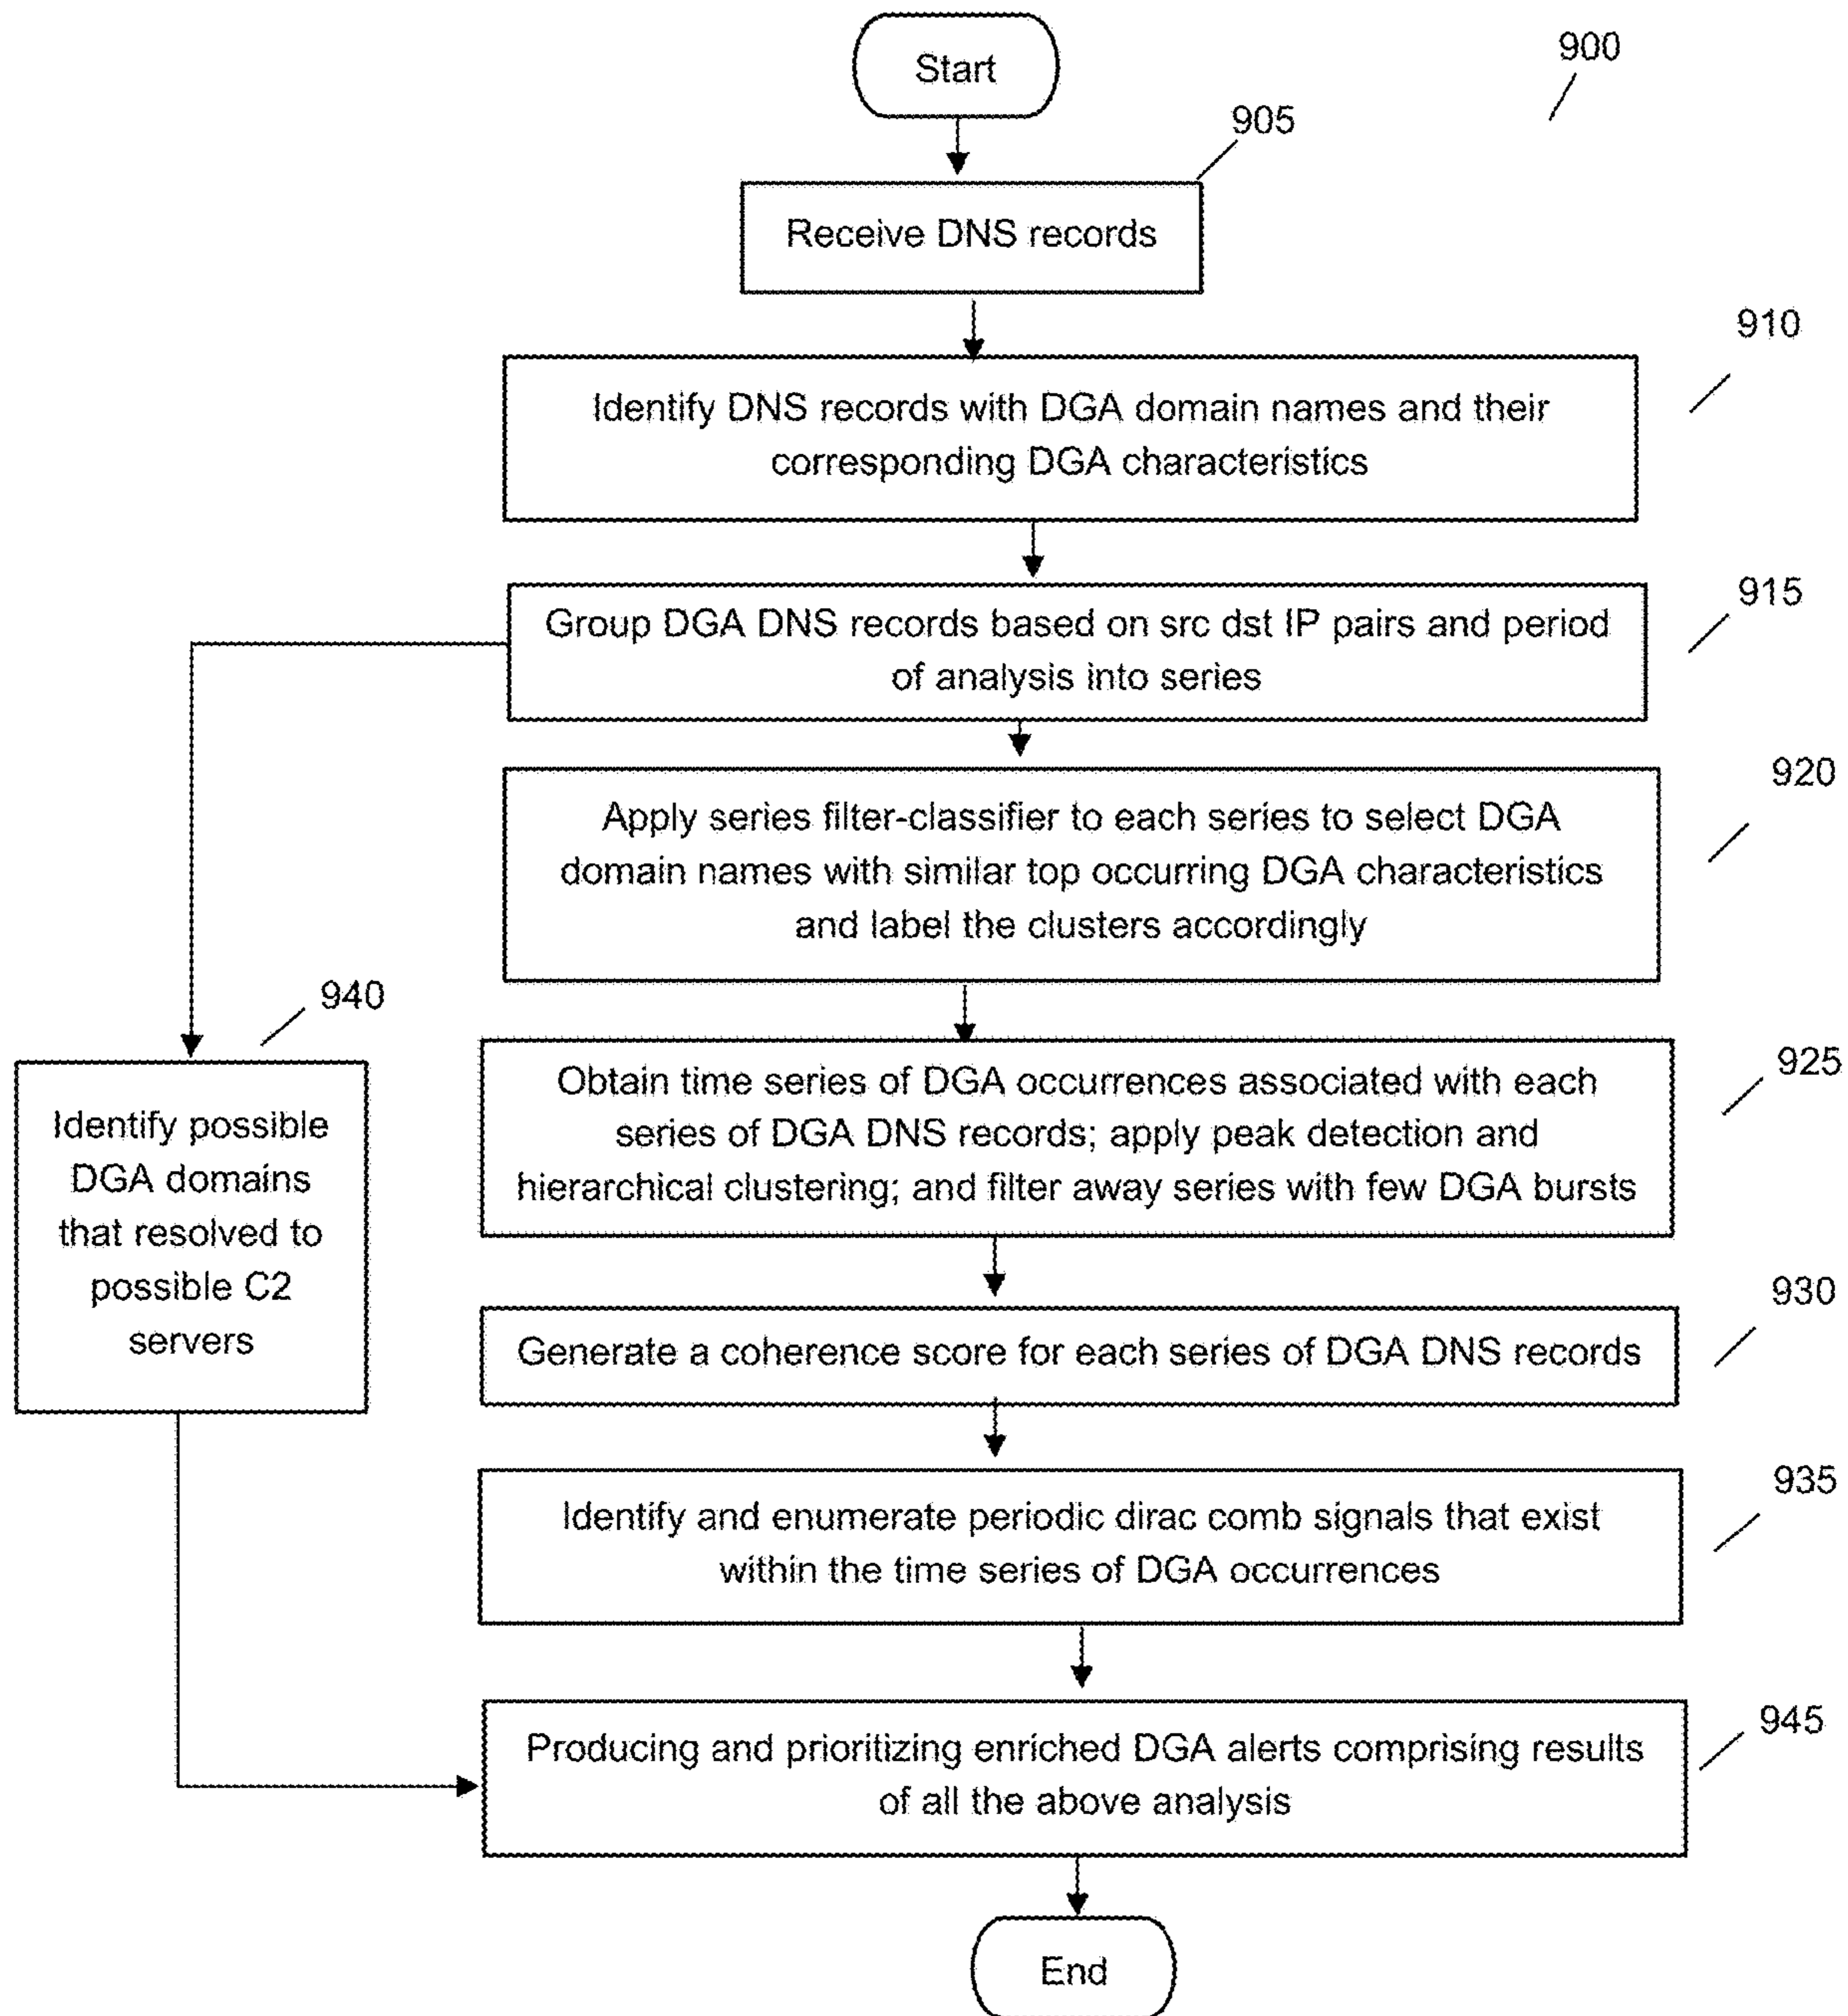 Start
900
905
Receive DNS records
910
Identify DNS records with DGA domain names and their
corresponding DGA characteristics
915
Group DGA DNS records based on src dst IP pairs and period
of analysis into series
920
Apply series filter-classifier to each series to select DGA
domain names with similar top occurring DGA characteristics
and label the clusters accordingly
940
Identify possible
DGA domains
that resolved to
possible C2
servers
925
Obtain time series of DGA occurrences associated with each
series of DGA DNS records; apply peak detection and
hierarchical clustering; and filter away series with few DGA bursts
930
Generate a coherence score for each series of DGA DNS records
935
Identify and enumerate periodic dirac comb signals that exist
within the time series of DGA occurrences
945
Producing and prioritizing enriched DGA alerts comprising results
of all the above analysis
End